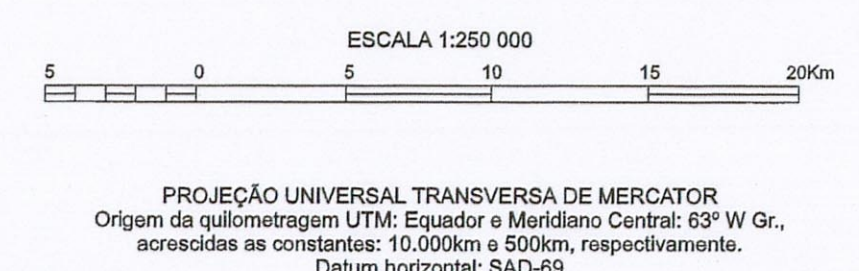 ESCALA 1:250 000
5 0 5 10 15 20Km
PROJEÇÃO UNIVERSAL TRANSVERSA DE MERCATOR
Origem da quilometragem UTM: Equador e Meridiano Central: 63º W Gr.,
acrescidas as constantes: 10.000km e 500km, respectivamente.
Datum horizontal: SAD-69